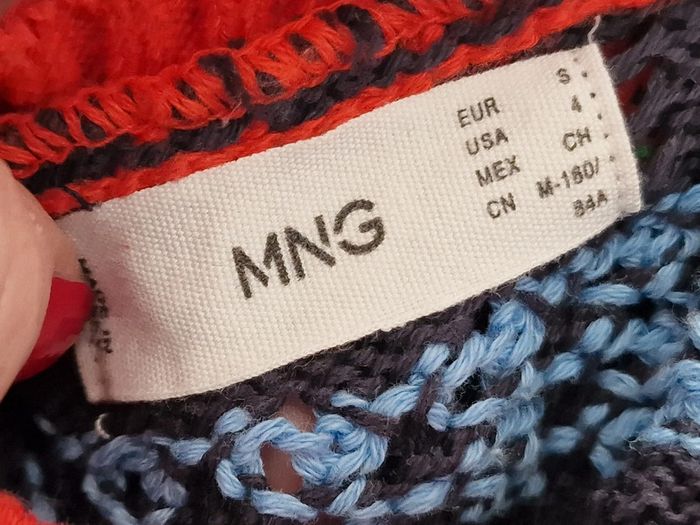 MNG
EUR S
USA 4
MEX CH
CN M-160/
84A